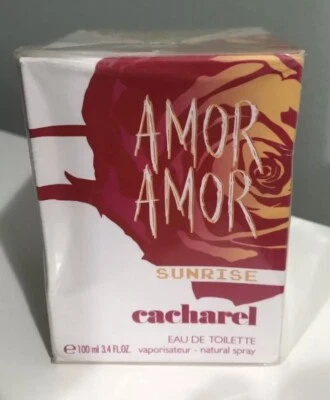 AMOR
AMOR
SUNRISE
cacharel
EAU DE TOILETTE
℮ 100 ml 3.4 FL.OZ. vaporisateur - natural spray